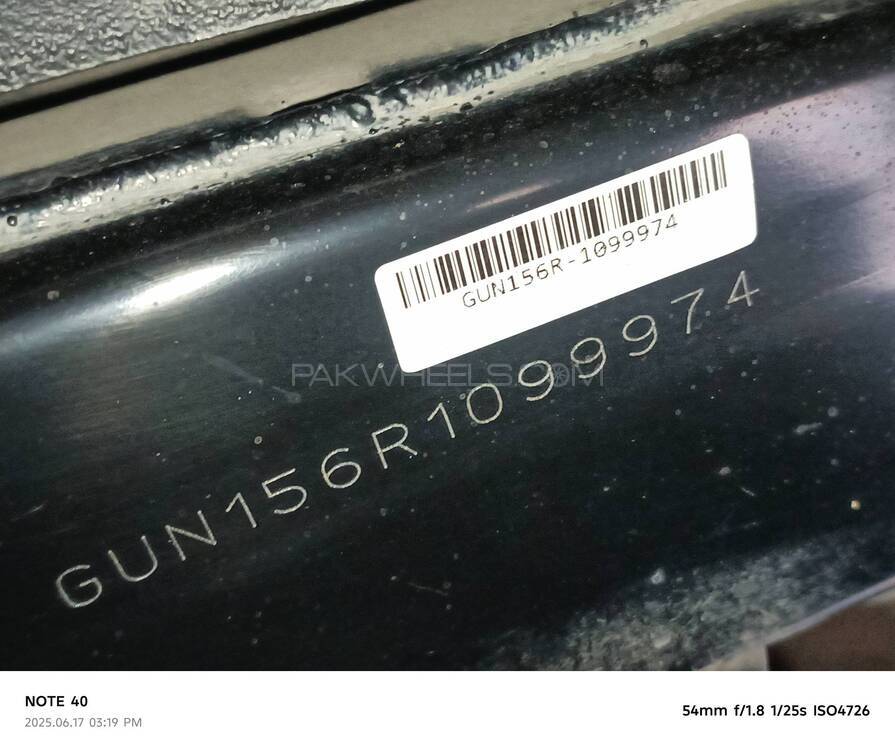 GUN156R-1099974
PAKWHEELS.COM
GUN156R1099974
NOTE 40
2025.06.17 03:19 PM
54mm f/1.8 1/25s ISO4726